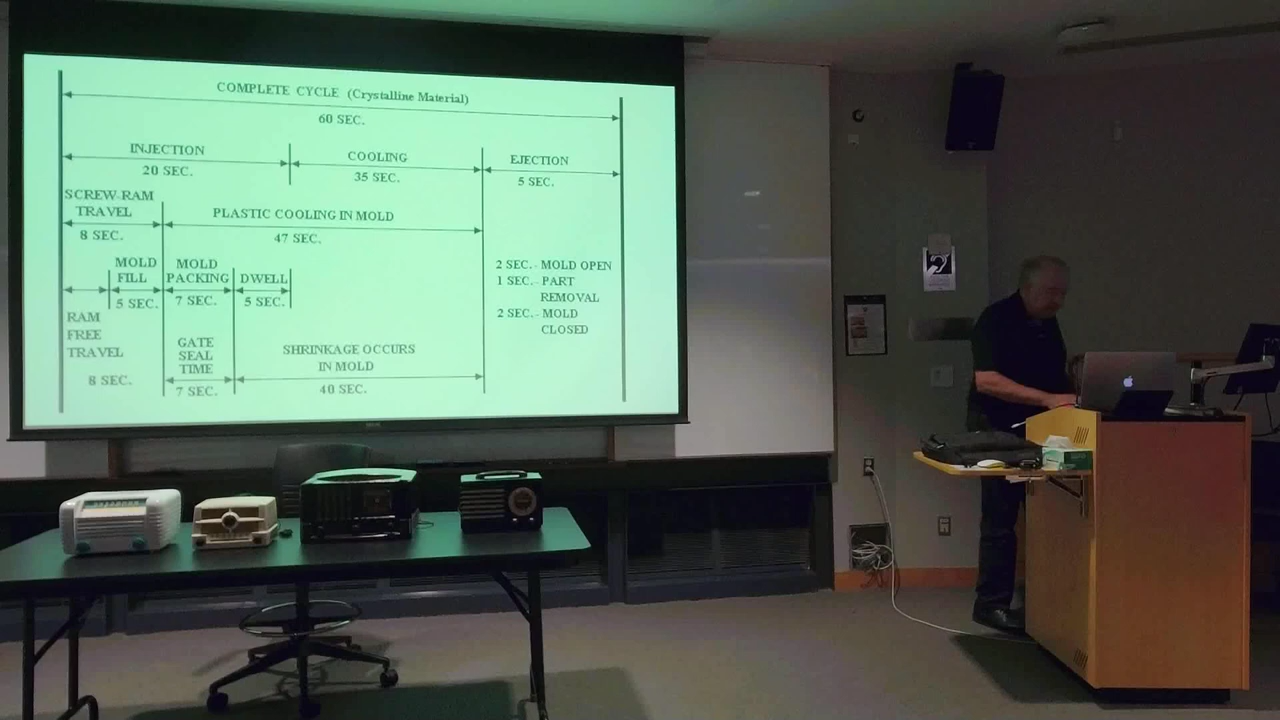 COMPLETE CYCLE (Crystalline Material)
60 SEC.
INJECTION
20 SEC.
COOLING
35 SEC.
EJECTION
5 SEC.
SCREW-RAM
TRAVEL
8 SEC.
PLASTIC COOLING IN MOLD
47 SEC.
MOLD
FILL
5 SEC.
MOLD
PACKING
7 SEC.
DWELL
5 SEC.
2 SEC.- MOLD OPEN
1 SEC.- PART
REMOVAL
2 SEC.- MOLD
CLOSED
RAM
FREE
TRAVEL
8 SEC.
GATE
SEAL
TIME
7 SEC.
SHRINKAGE OCCURS
IN MOLD
40 SEC.